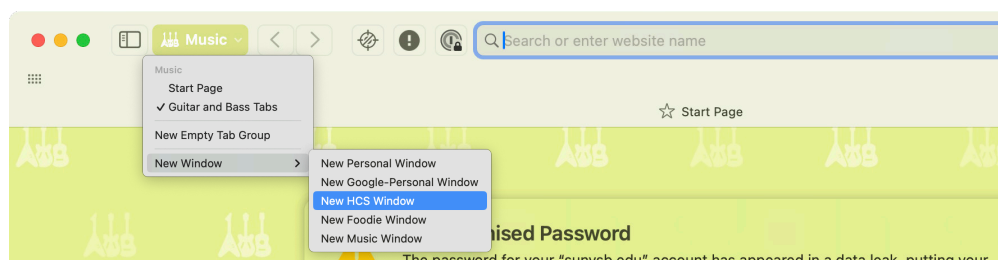 Music
Search or enter website name
Music
Start Page
✓ Guitar and Bass Tabs
New Empty Tab Group
New Window >
Start Page
New Personal Window
New Google-Personal Window
New HCS Window
New Foodie Window
New Music Window
ised Password
The password for your “sunysb.edu” account has appeared in a data leak, putting your